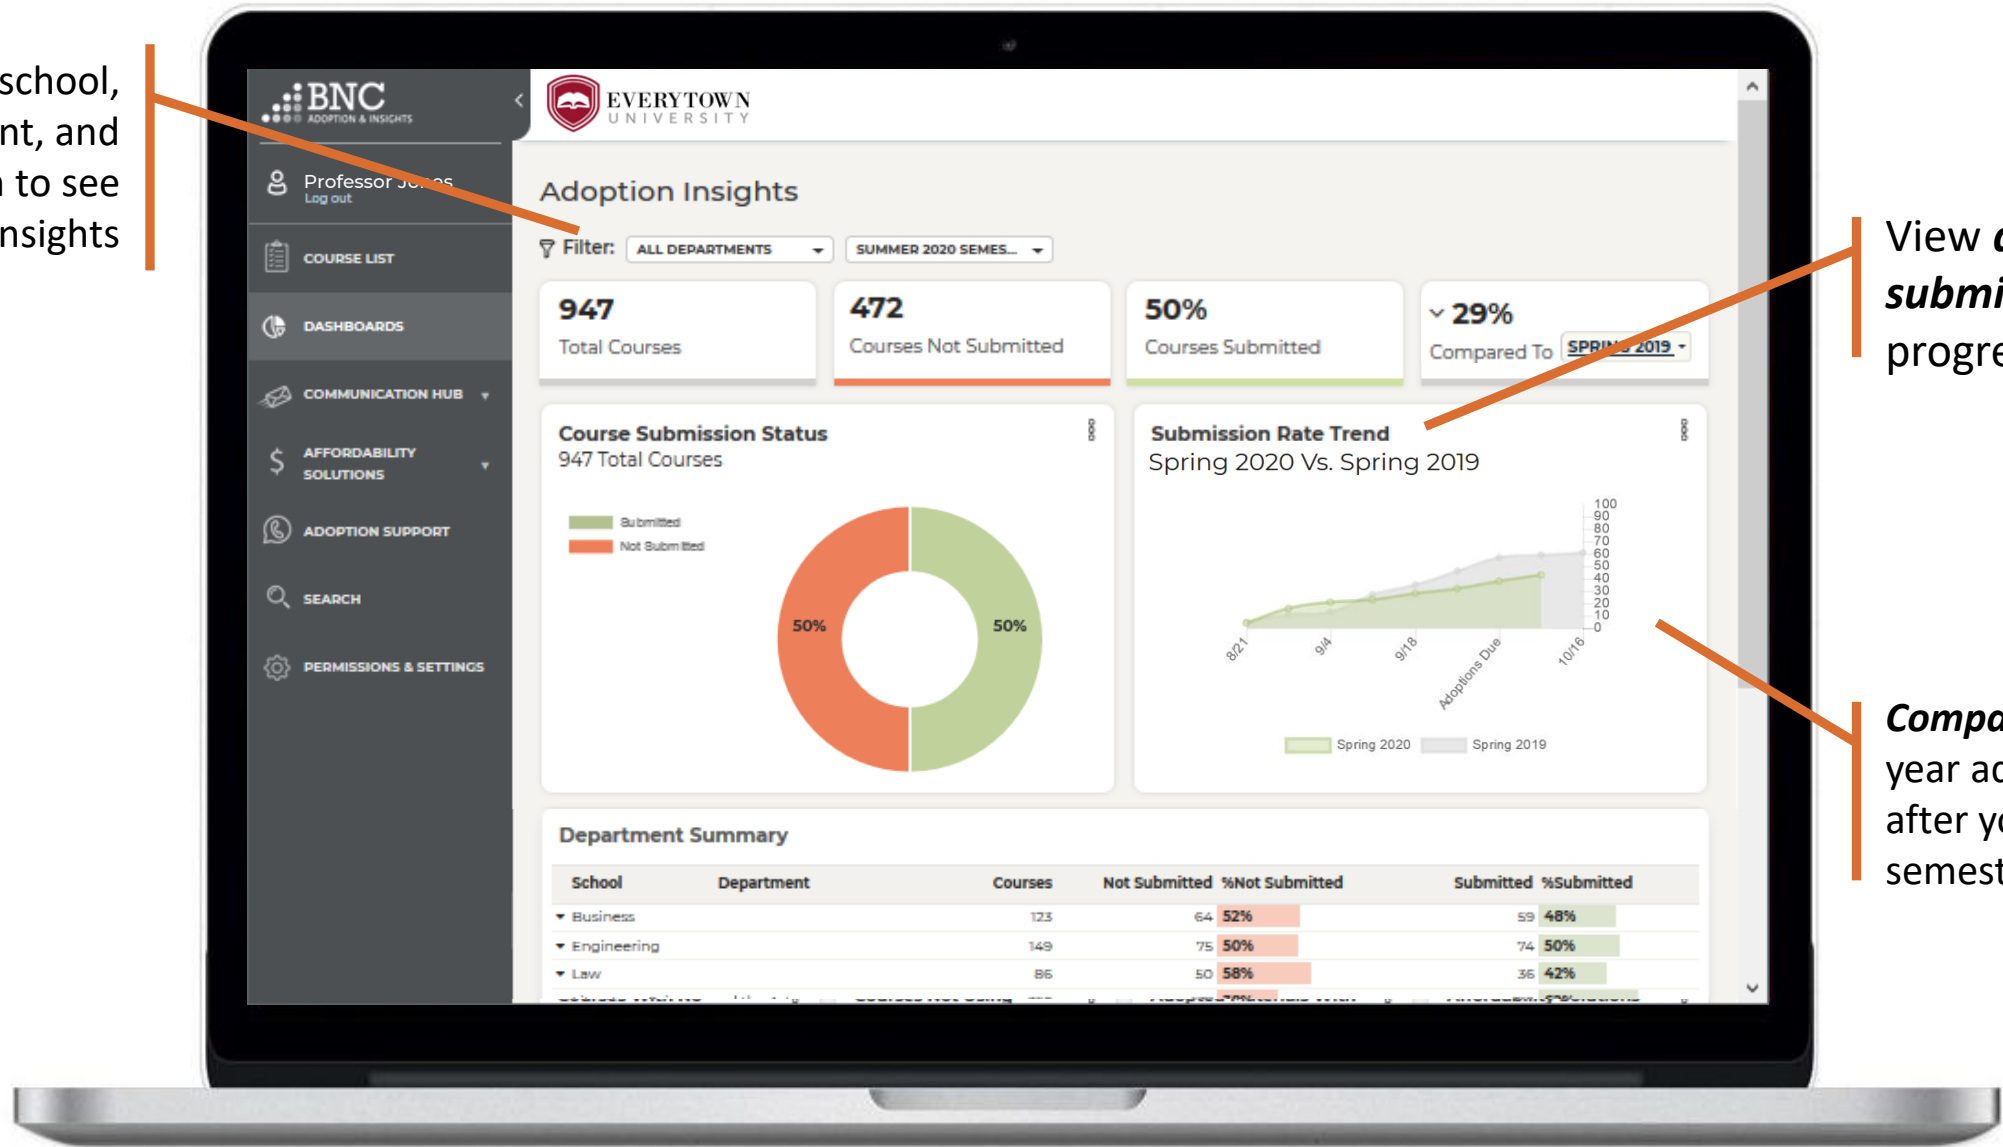 school,
nt, and
to see
nsights
BNC
ADOPTION & INSIGHTS
Professor Jones
Log out
COURSE LIST
DASHBOARDS
COMMUNICATION HUB
AFFORDABILITY
SOLUTIONS
ADOPTION SUPPORT
SEARCH
PERMISSIONS & SETTINGS
EVERYTOWN
UNIVERSITY
Adoption Insights
Filter: ALL DEPARTMENTS SUMMER 2020 SEMES...
947
Total Courses
472
Courses Not Submitted
50%
Courses Submitted
29%
Compared To SPRING 2019
Course Submission Status
947 Total Courses
Submitted
Not Submitted
50% 50%
Submission Rate Trend
Spring 2020 Vs. Spring 2019
100
90
80
70
60
50
40
30
20
10
0
8/21 9/4 9/18 Adoptions Due 10/16
Spring 2020 Spring 2019
Department Summary
School Department Courses Not Submitted %Not Submitted Submitted %Submitted
Business 123 64 52% 59 48%
Engineering 149 75 50% 74 50%
Law 86 50 58% 36 42%
View
submi
progre
Compa
year ad
after yo
semest